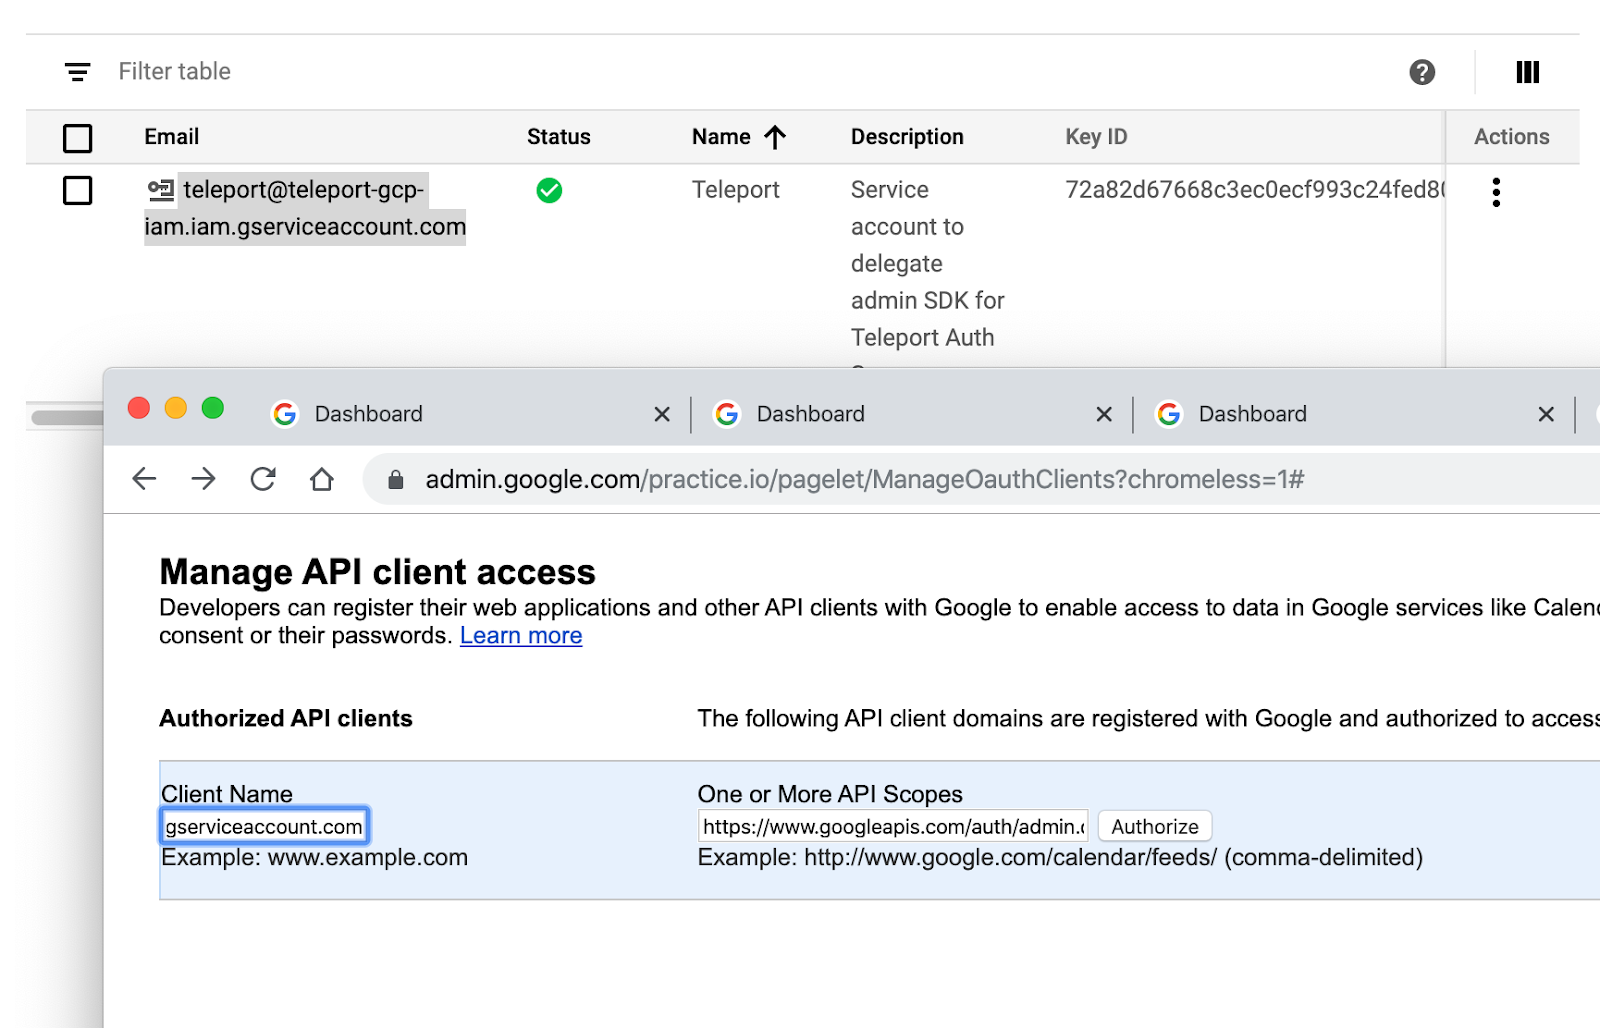 Filter table
Email Status Name Description Key ID Actions
teleport@teleport-gcp- Teleport Service 72a82d67668c3ec0ecf993c24fed8
iam.iam.gserviceaccount.com account to
delegate
admin SDK for
Teleport Auth
Dashboard Dashboard Dashboard
admin.google.com/practice.io/pagelet/ManageOauthClients?chromeless=1#
Manage API client access
Developers can register their web applications and other API clients with Google to enable access to data in Google services like Calen
consent or their passwords. Learn more
Authorized API clients The following API client domains are registered with Google and authorized to access
Client Name One or More API Scopes
gserviceaccount.com https://www.googleapis.com/auth/admin. Authorize
Example: www.example.com Example: http://www.google.com/calendar/feeds/ (comma-delimited)